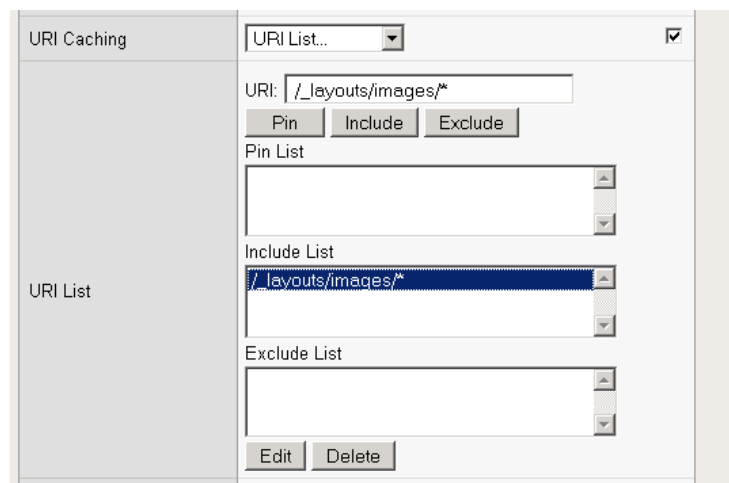 URI Caching
URI List...
URI: /_layouts/images/*
Pin Include Exclude
Pin List
Include List
/_layouts/images/*
URI List
Exclude List
Edit Delete